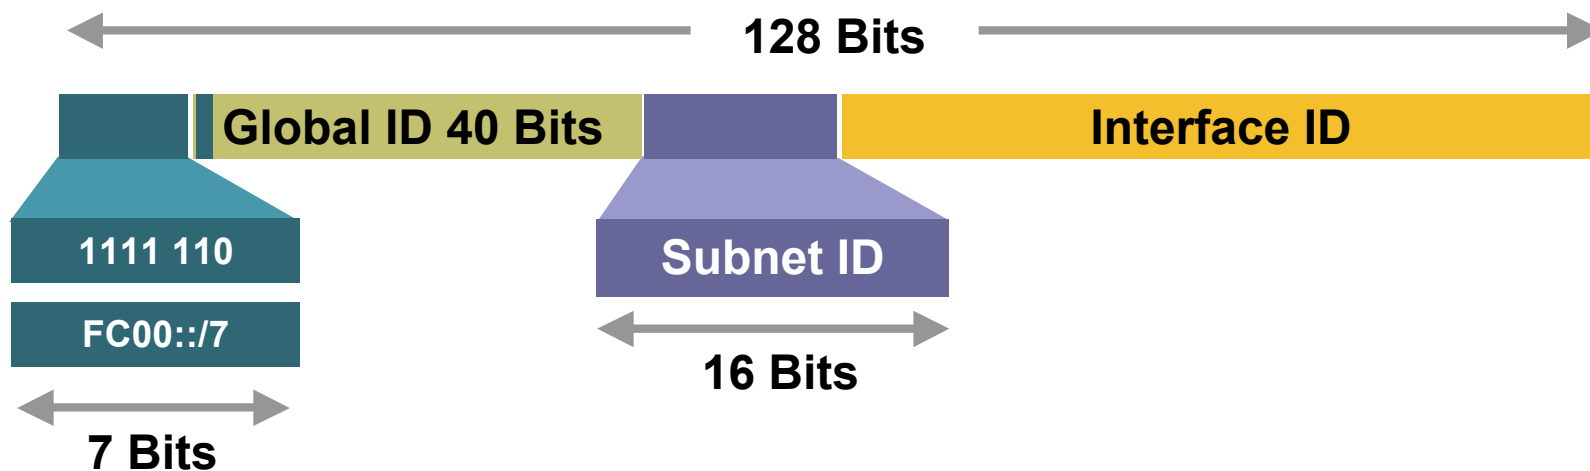 128 Bits
Global ID 40 Bits
Interface ID
1111 110
Subnet ID
FC00::/7
16 Bits
7 Bits